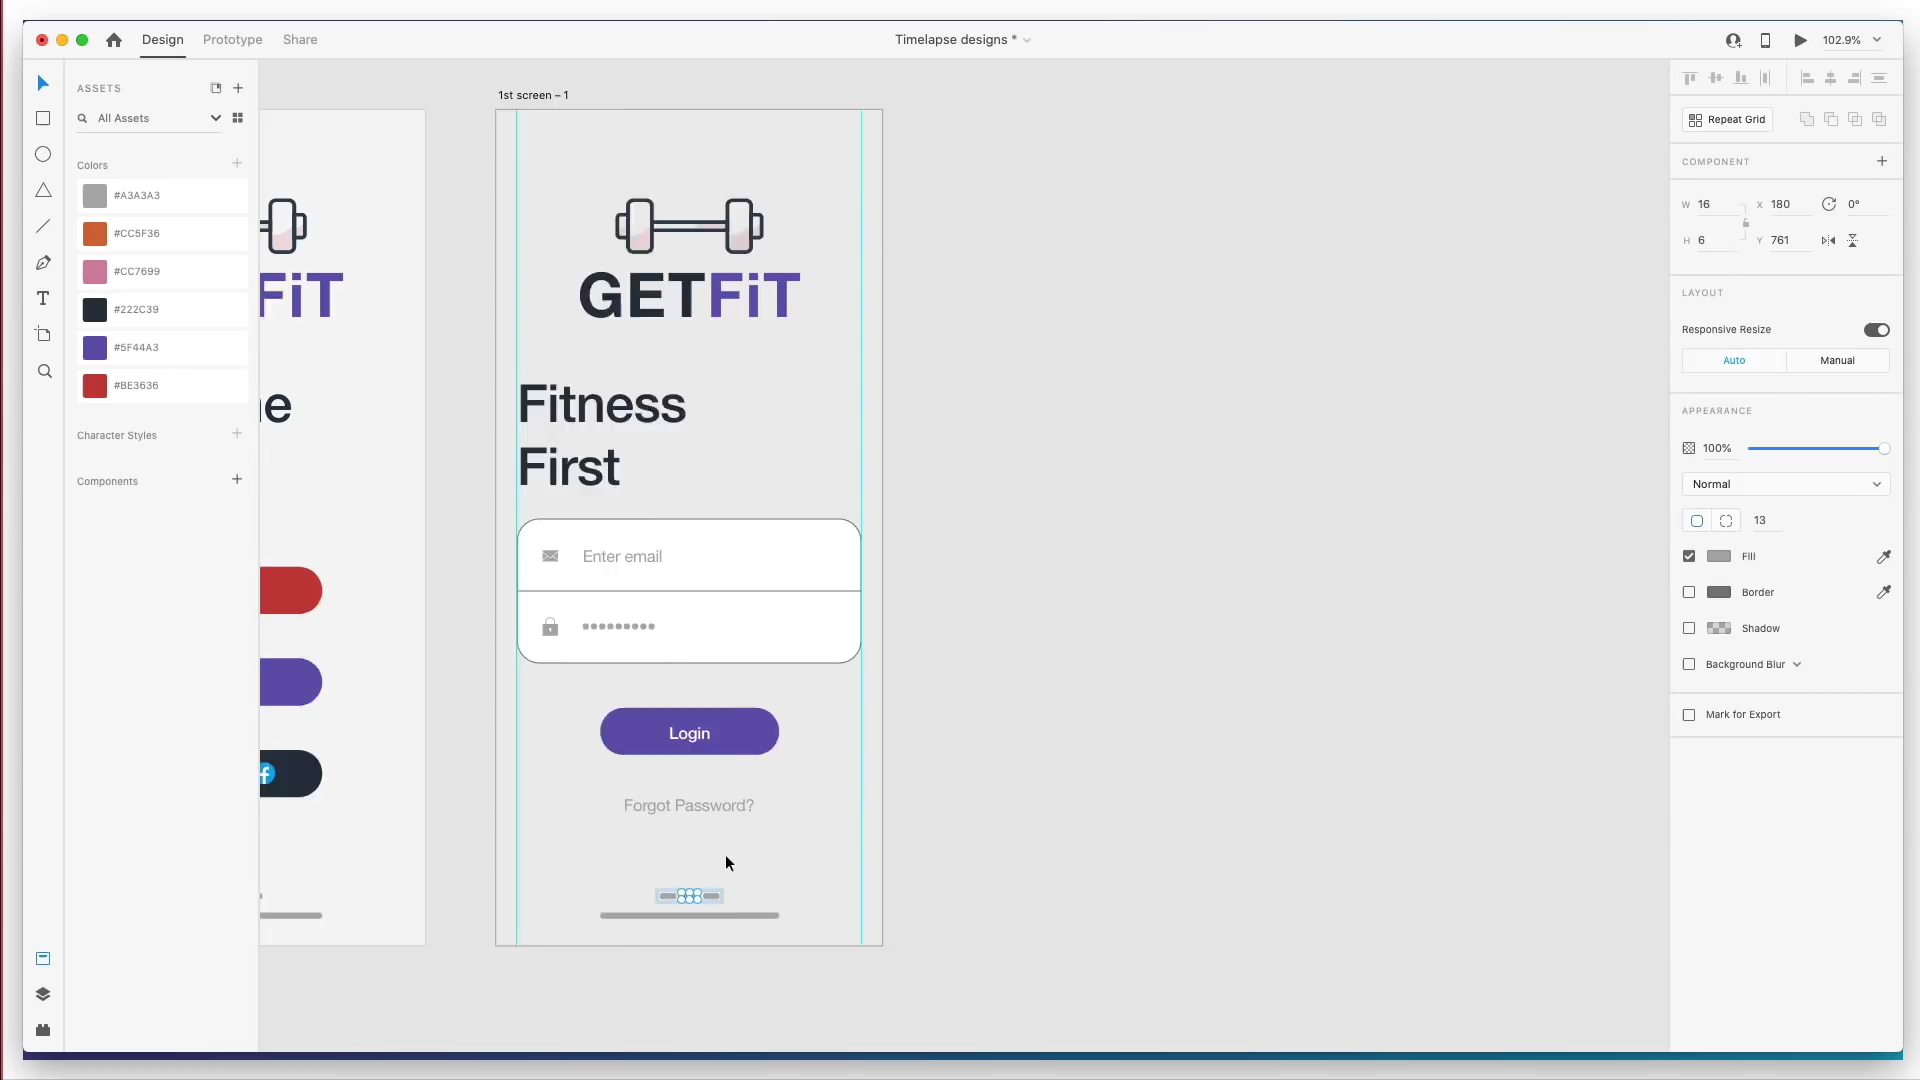 Design
Prototype
Share
Timelapse designs *
102.9%
ASSETS
All Assets
Colors
#A3A3A3
#CC5F36
#CC7699
#222C39
#5F44A3
#BE3636
Character Styles
Components
FiT
e
f
1st screen – 1
GETFiT
Fitness
First
Enter email
Login
Forgot Password?
Repeat Grid
COMPONENT
W 16 X 180 0°
H 6 Y 761
LAYOUT
Responsive Resize
Auto Manual
APPEARANCE
100%
Normal
13
Fill
Border
Shadow
Background Blur
Mark for Export